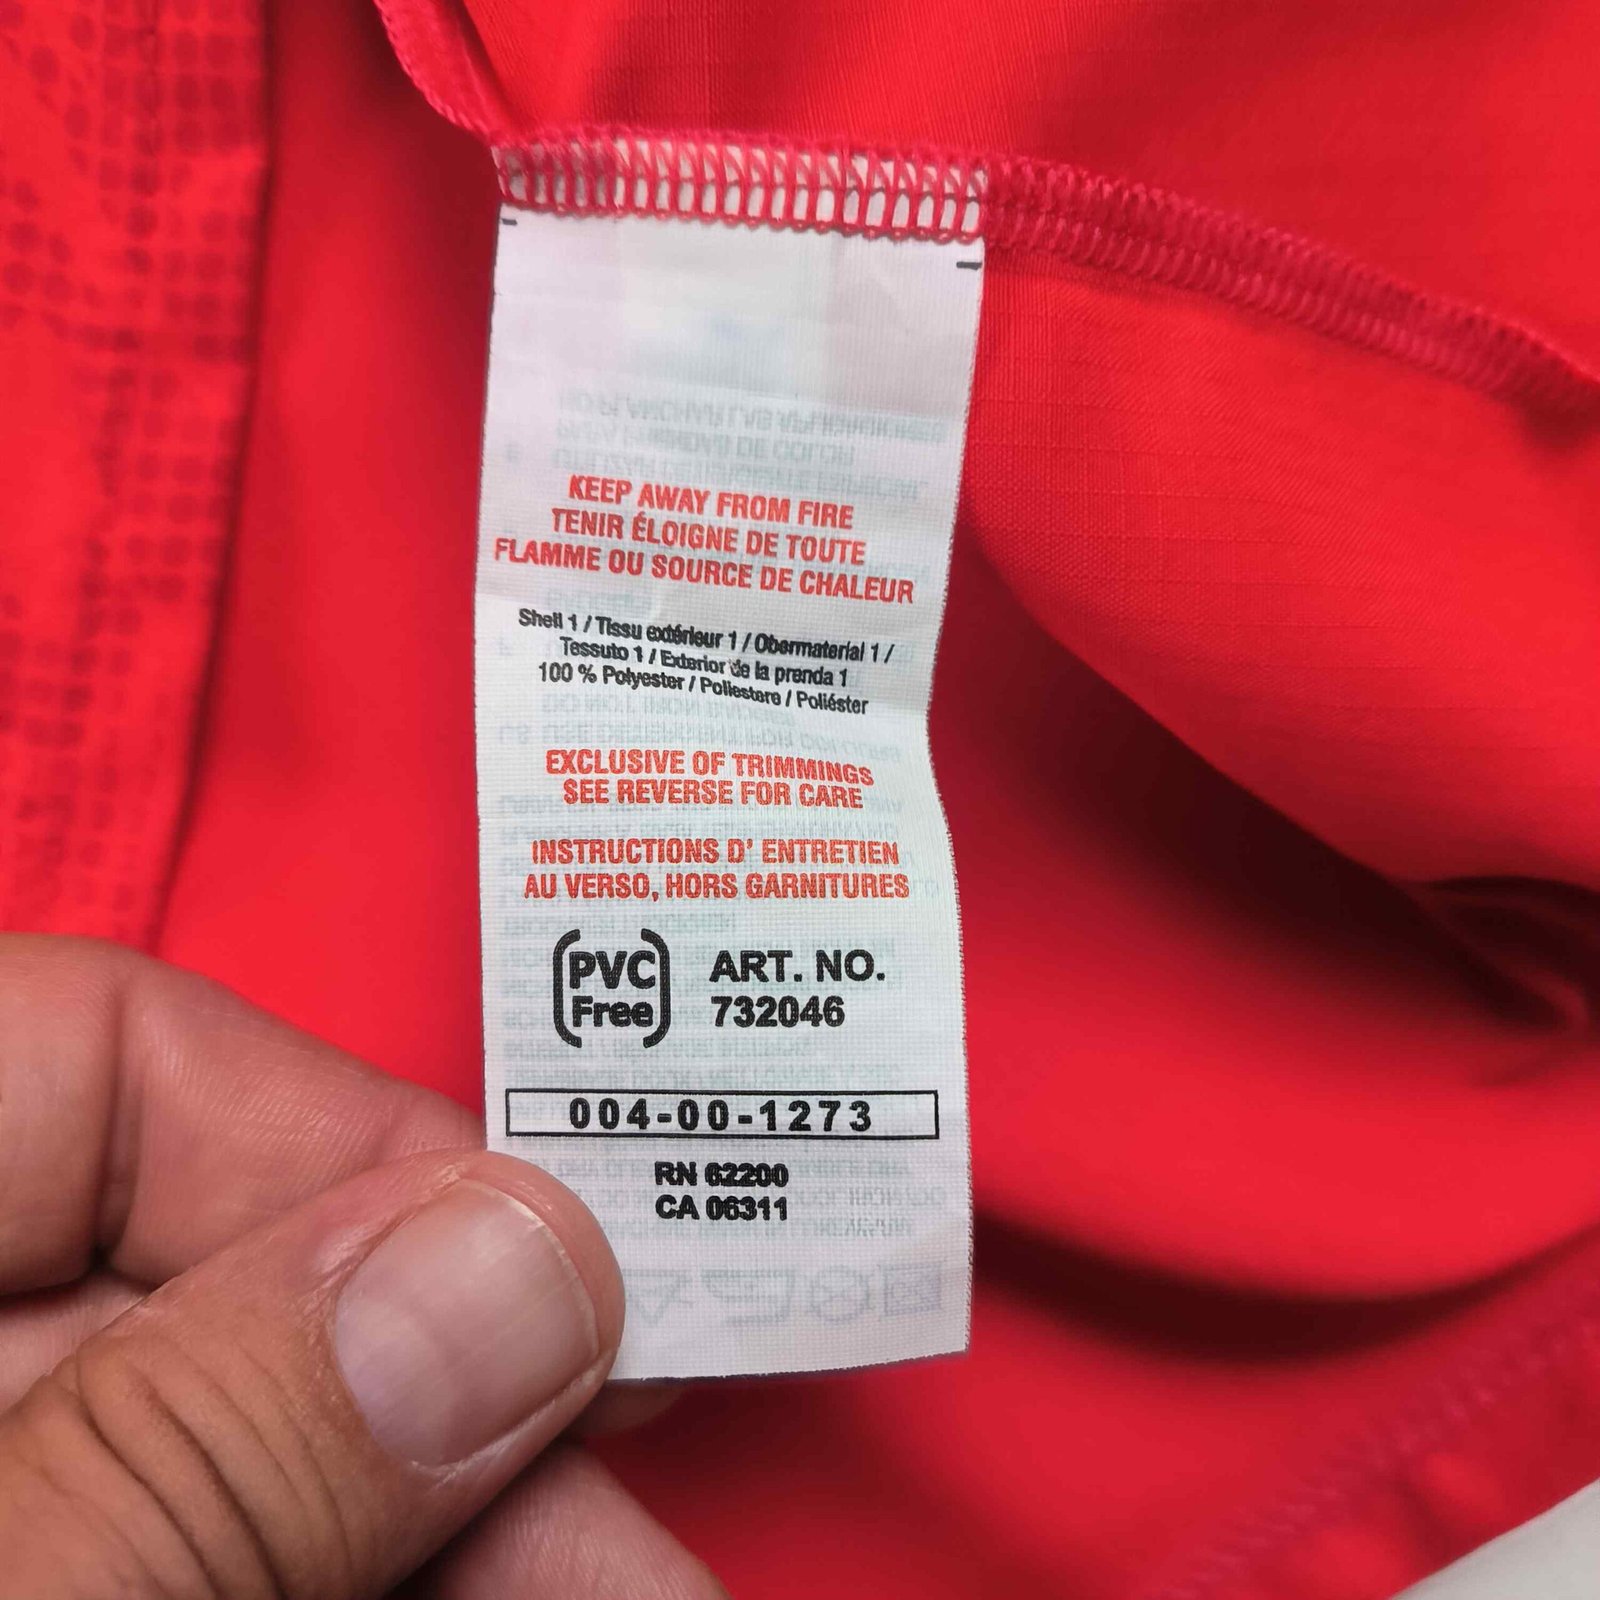 KEEP AWAY FROM FIRE
TENIR ÉLOIGNE DE TOUTE
FLAMME OU SOURCE DE CHALEUR
Shell 1 / Tissu extérieur 1 / Obermaterial 1 /
Tessuto 1 / Exterior de la prenda 1
100 % Polyester / Poliestere / Poliéster
EXCLUSIVE OF TRIMMINGS
SEE REVERSE FOR CARE
INSTRUCTIONS D' ENTRETIEN
AU VERSO, HORS GARNITURES
PVC
Free
ART. NO.
732046
004-00-1273
RN 62200
CA 06311